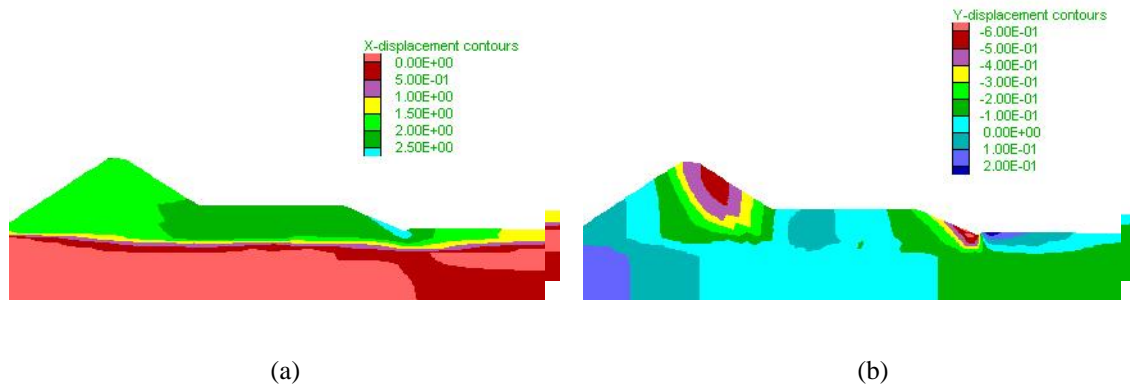 X-displacement contours
0.00E+00
5.00E-01
1.00E+00
1.50E+00
2.00E+00
2.50E+00
Y-displacement contours
-6.00E-01
-5.00E-01
-4.00E-01
-3.00E-01
-2.00E-01
-1.00E-01
0.00E+00
1.00E-01
2.00E-01
(a)
(b)